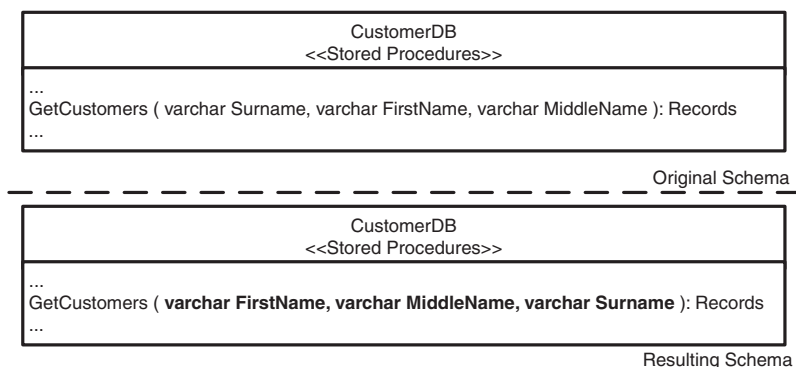 CustomerDB
<<Stored Procedures>>
...
GetCustomers ( varchar Surname, varchar FirstName, varchar MiddleName ): Records
...
Original Schema
CustomerDB
<<Stored Procedures>>
...
GetCustomers ( varchar FirstName, varchar MiddleName, varchar Surname ): Records
...
Resulting Schema